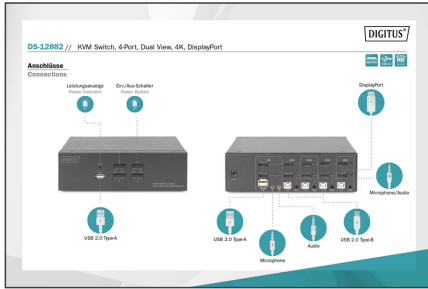 DIGITUS®
DS-12882 // KVM Switch, 4-Port, Dual View, 4K, DisplayPort
Anschlüsse
Connections
Leistungsanzeige
Power Indicator
Ein-/Aus-Schalter
Power Button
DisplayPort
DIGITUS
Microphone/Audio
USB 2.0 Type-A
USB 2.0 Type-A
Audio
USB 2.0 Type-B
Microphone